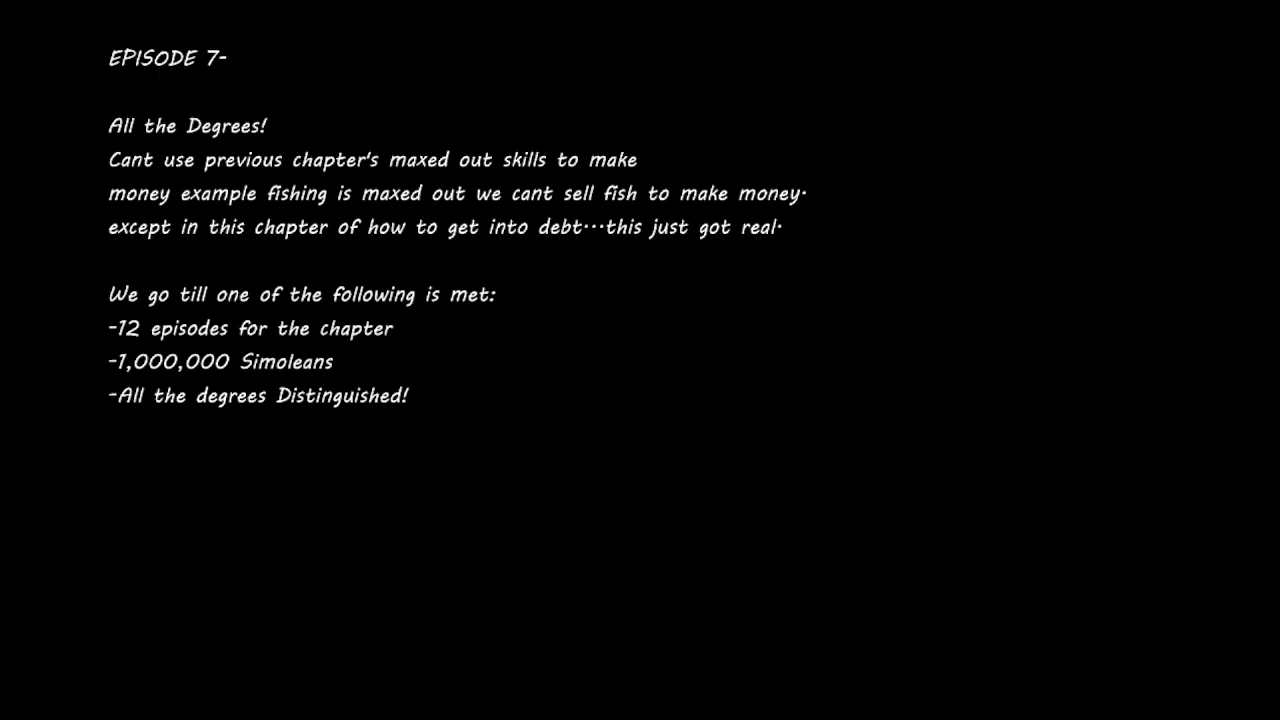 EPISODE 7-
All the Degrees!
Cant use previous chapter's maxed out skills to make
money example fishing is maxed out we cant sell fish to make money.
except in this chapter of how to get into debt...this just got real.
We go till one of the following is met:
-12 episodes for the chapter
-1,000,000 Simoleans
-All the degrees Distinguished!